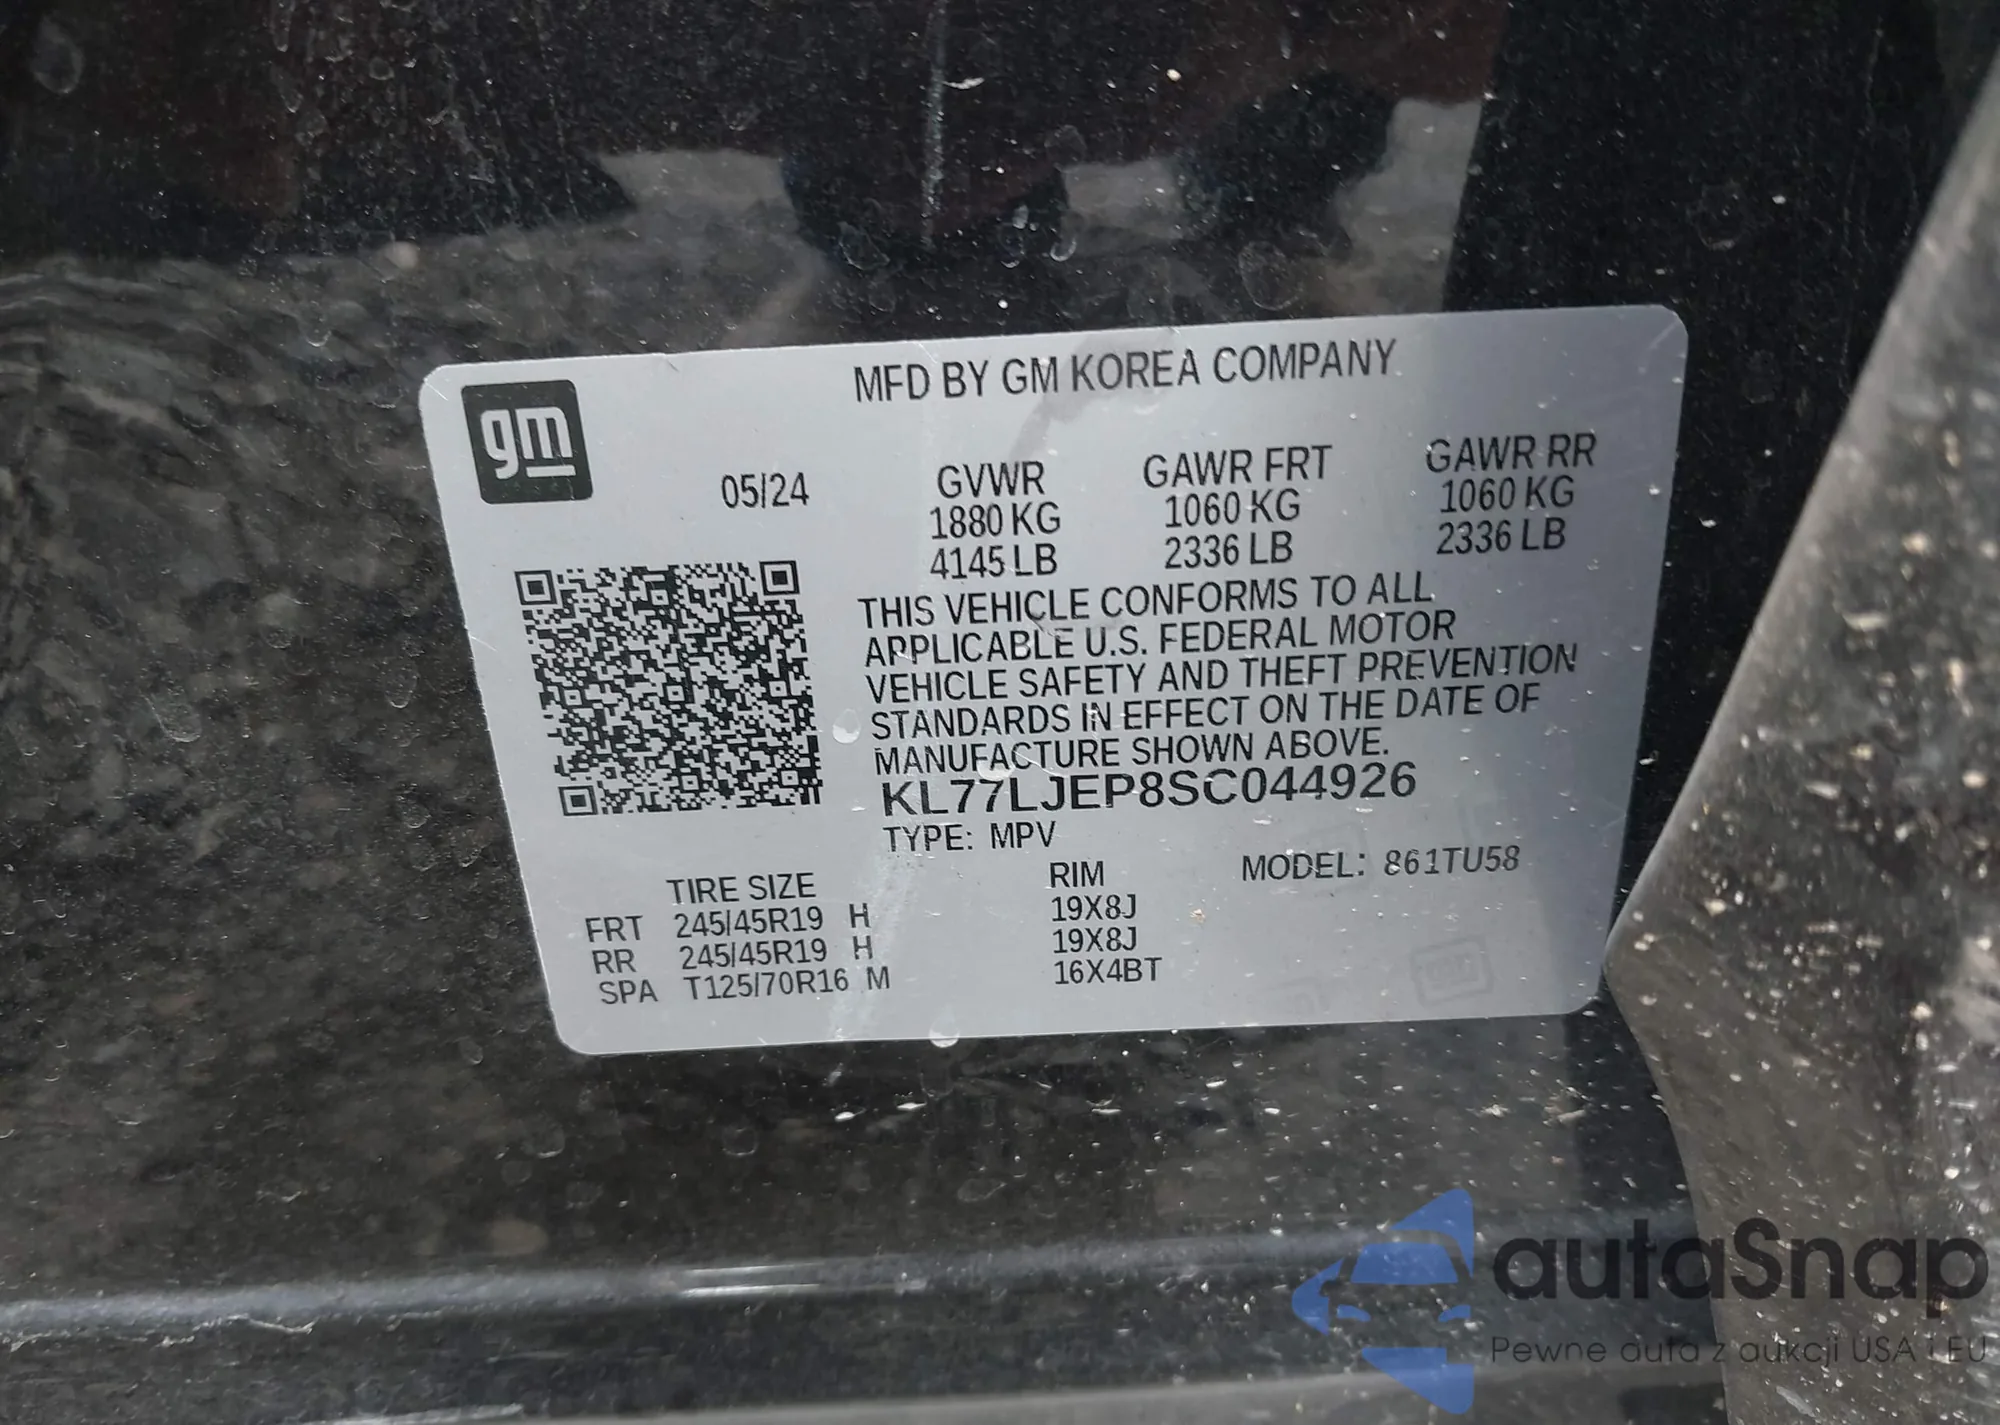 MFD BY GM KOREA COMPANY
gm
05/24
GVWR GAWR FRT GAWR RR
1880 KG 1060 KG 1060 KG
4145 LB 2336 LB 2336 LB
THIS VEHICLE CONFORMS TO ALL
APPLICABLE U.S. FEDERAL MOTOR
VEHICLE SAFETY AND THEFT PREVENTION
STANDARDS IN EFFECT ON THE DATE OF
MANUFACTURE SHOWN ABOVE.
KL77LJEP8SC044926
TYPE: MPV
TIRE SIZE RIM MODEL: 861TU58
FRT 245/45R19 H 19X8J
RR 245/45R19 H 19X8J
SPA T125/70R16 M 16X4BT
autaSnap
Pewne auta z aukcji USA i EU